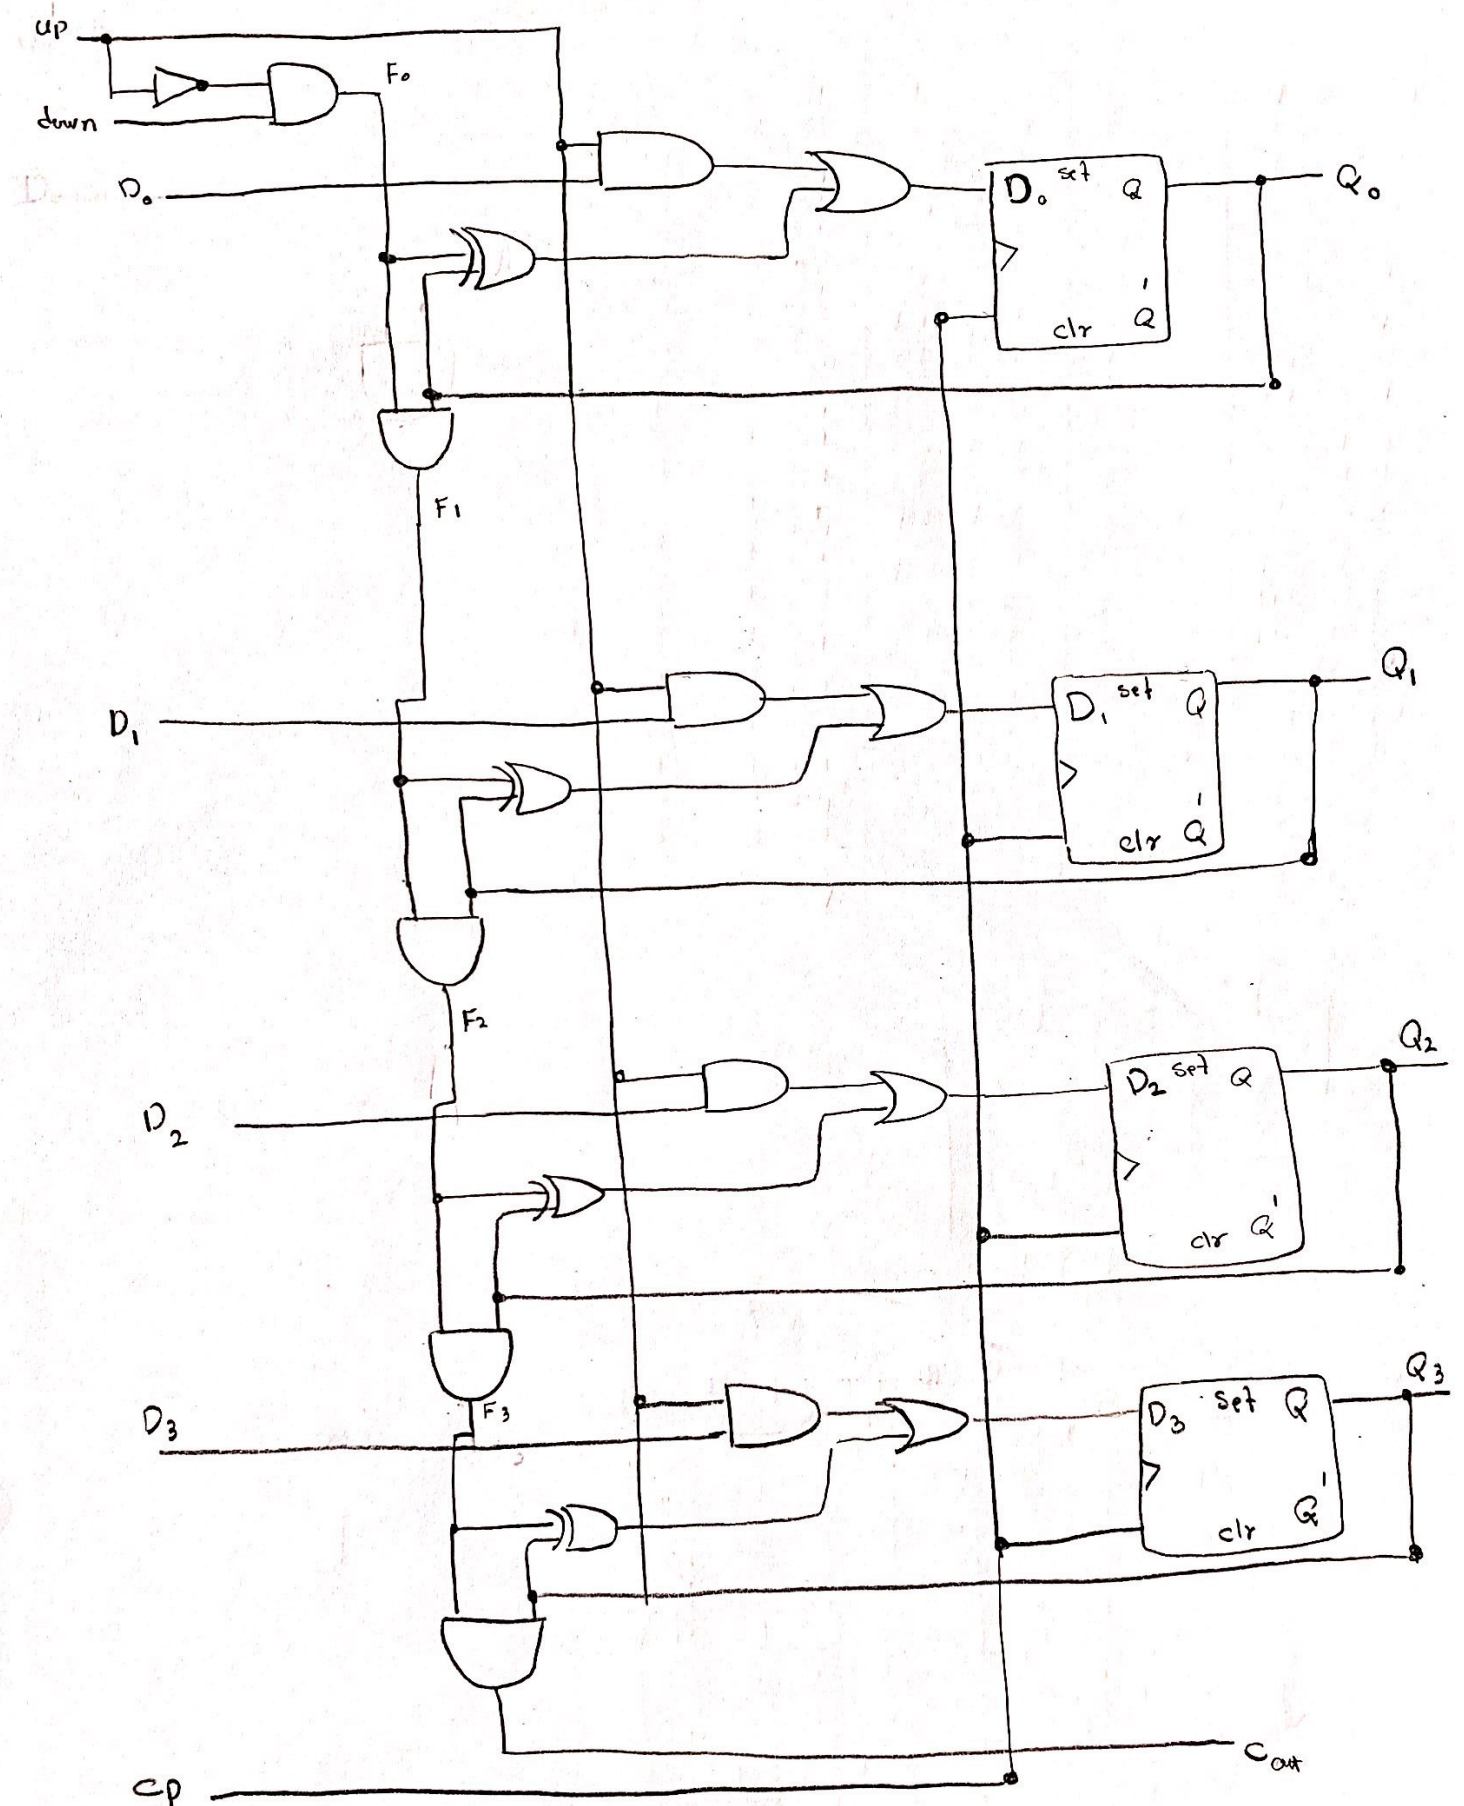 up
F₀
down
D₀
D₀ set Q
Q₀
clr Q'
F₁
Q₁
D₁ set Q
D₁
clr Q'
F₂
Q₂
D₂ set Q
D₂
clr Q'
Q₃
F₃
D₃ set Q
D₃
clr Q'
Cout
CP